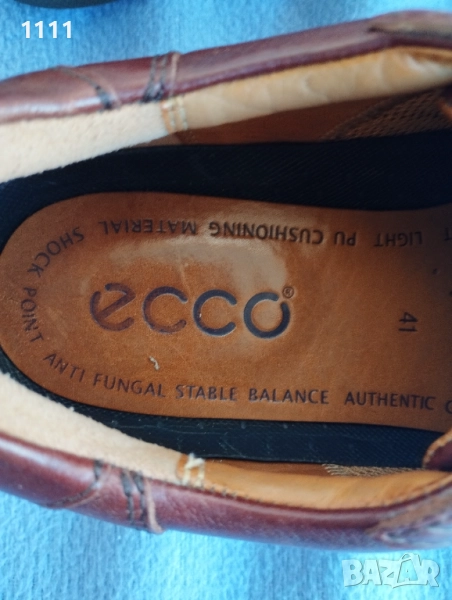 1111
LIGHT PU CUSHIONING MATERIAL
SHOCK POINT
ecco®
41
ANTI FUNGAL STABLE BALANCE AUTHENTIC
BAZAR